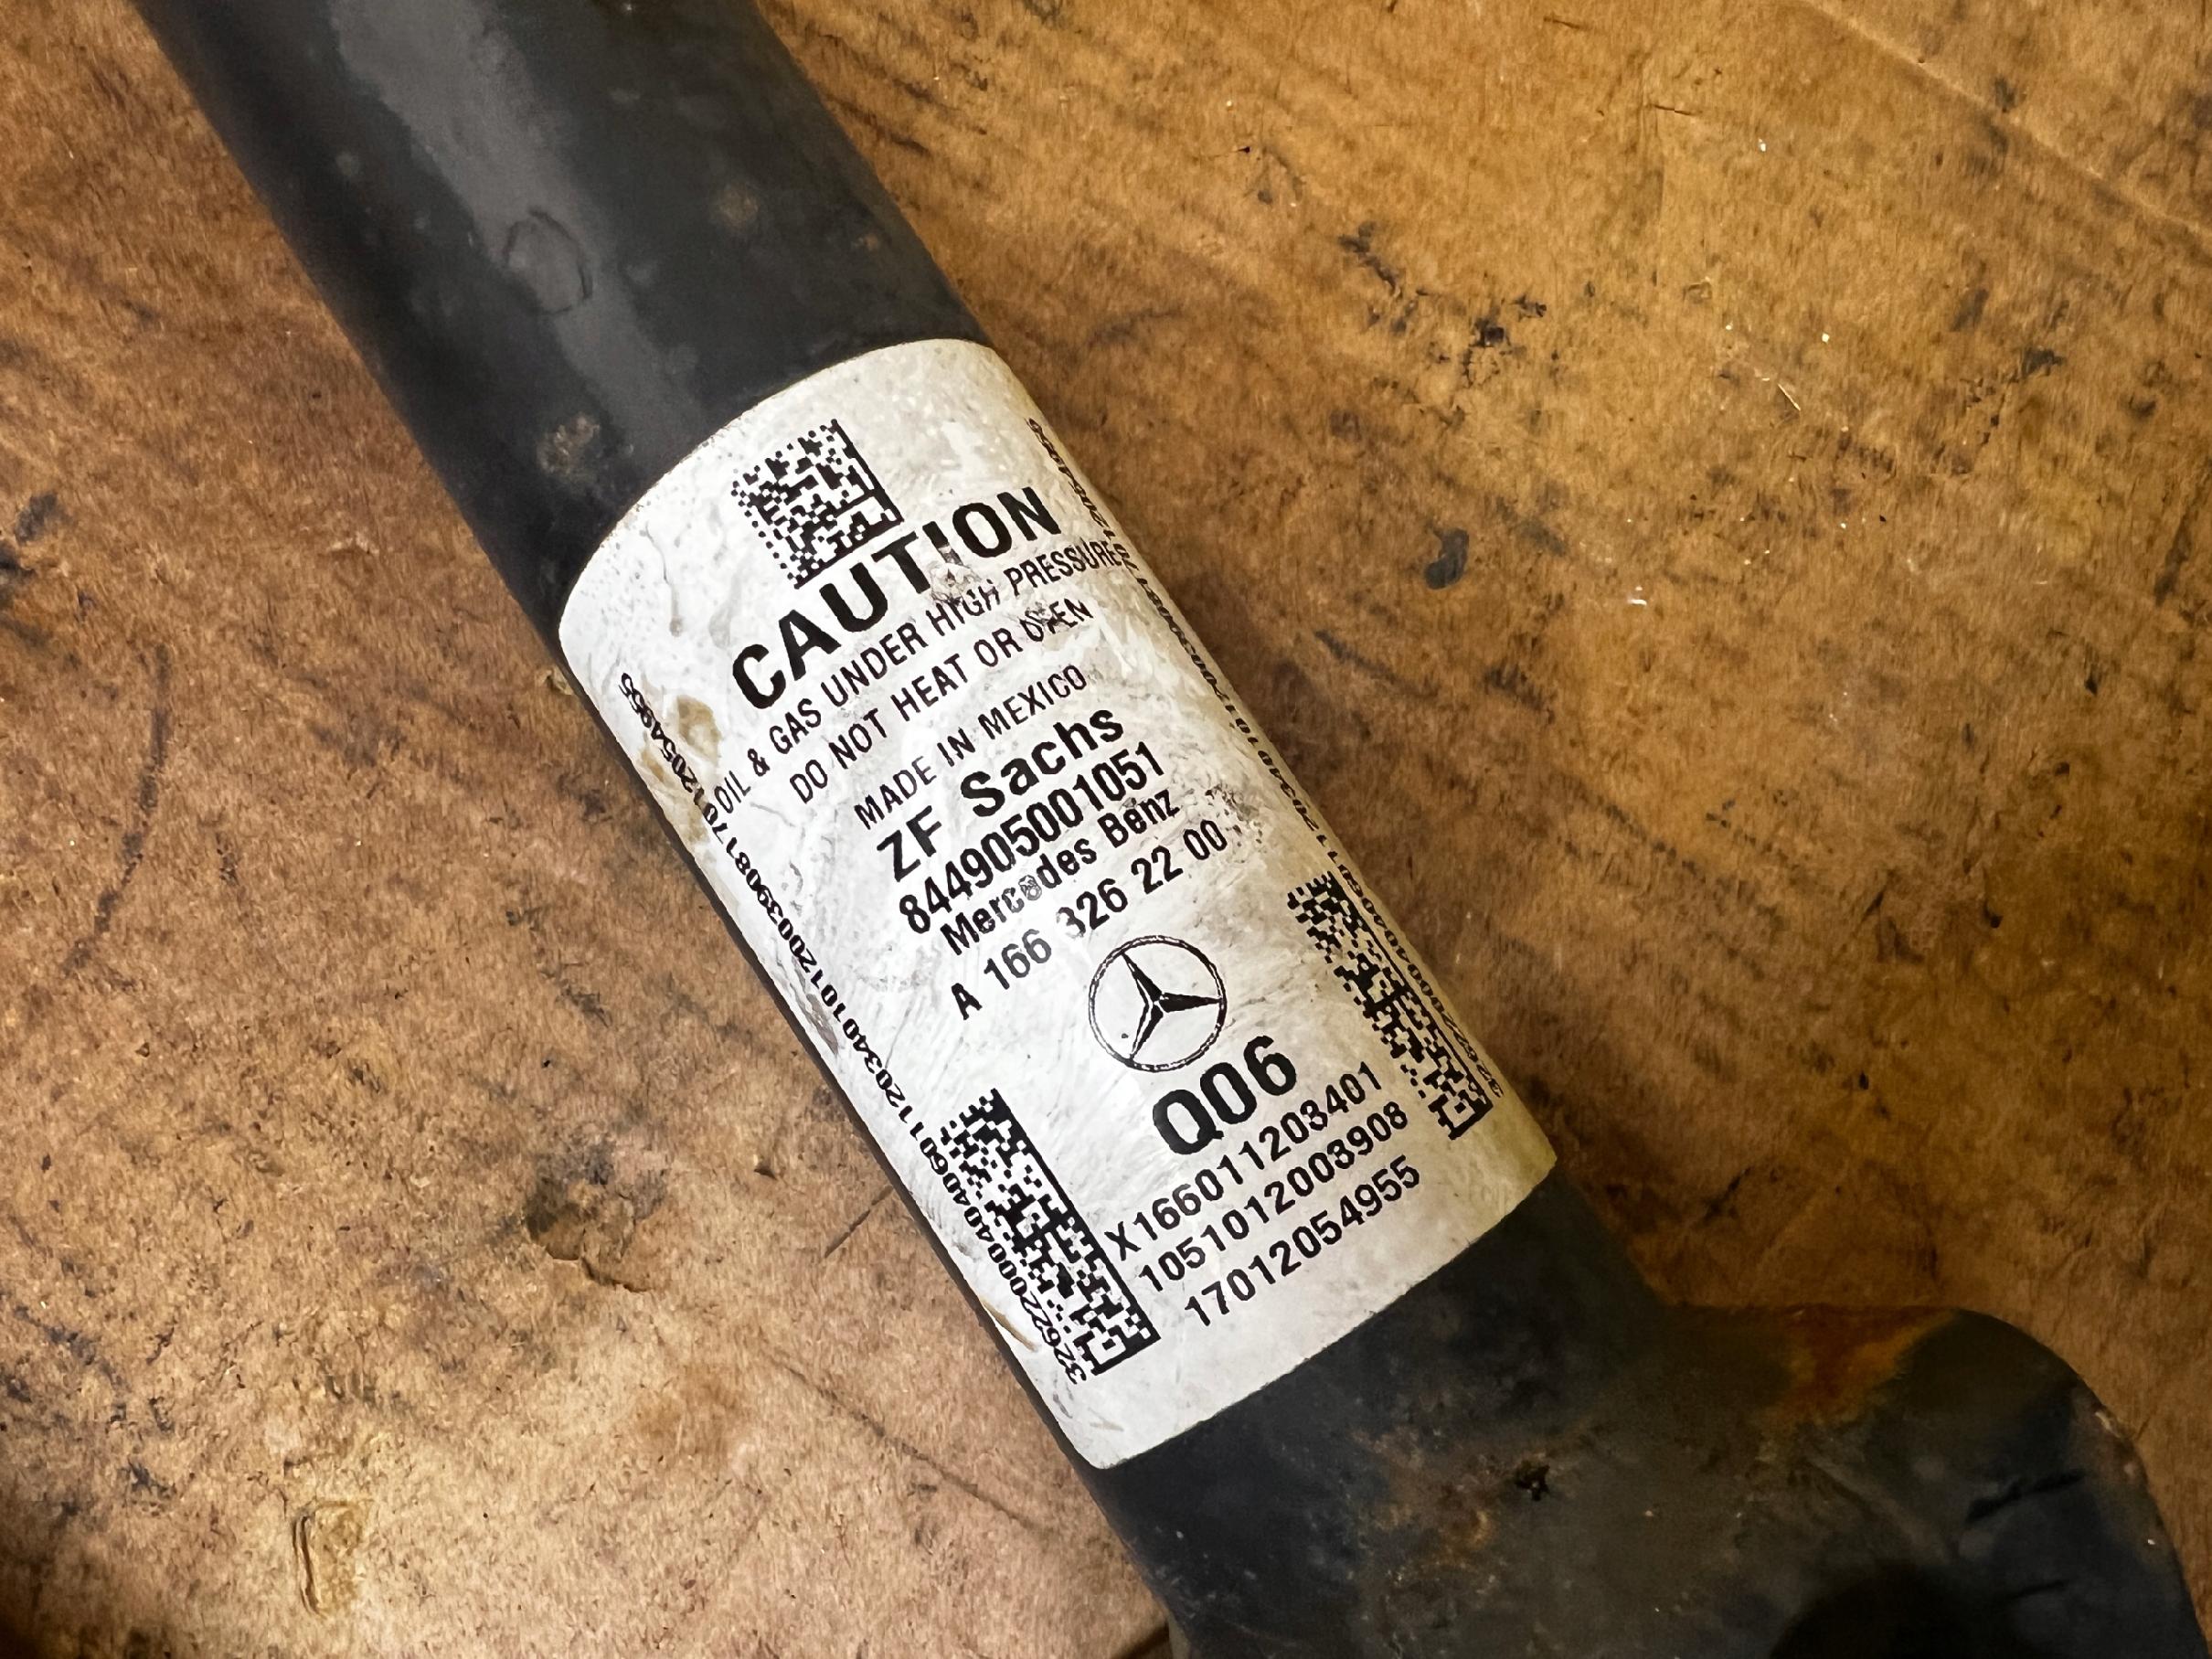 CAUTION
OIL & GAS UNDER HIGH PRESSURE
DO NOT HEAT OR OPEN
MADE IN MEXICO
ZF Sachs
844905001051
Mercedes Benz
A 166 326 22 00
Q06
X166011203401
1051012003908
17012054955